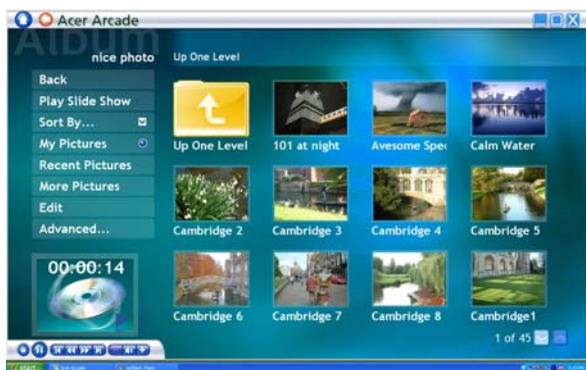 Acer Arcade
Album
nice photo
Up One Level
Back
Play Slide Show
Sort By...
My Pictures
Recent Pictures
More Pictures
Edit
Advanced...
00:00:14
Up One Level
101 at night
Avesome Spec
Calm Water
Cambridge 2
Cambridge 3
Cambridge 4
Cambridge 5
Cambridge 6
Cambridge 7
Cambridge 8
Cambridge1
1 of 45
start